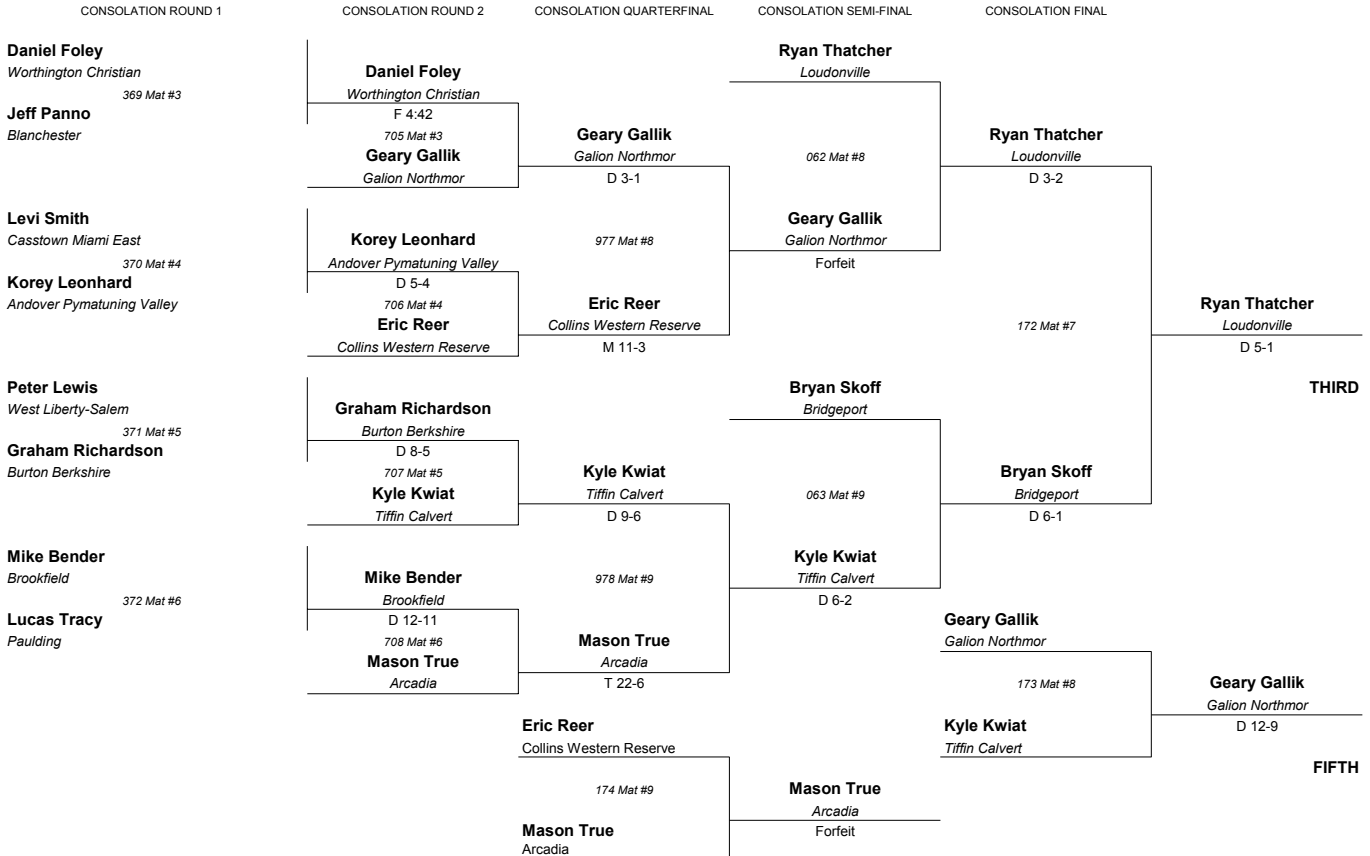 CONSOLATION ROUND 1
CONSOLATION ROUND 2
CONSOLATION QUARTERFINAL
CONSOLATION SEMI-FINAL
CONSOLATION FINAL
Daniel Foley
Worthington Christian
369 Mat #3
Jeff Panno
Blanchester
Levi Smith
Casstown Miami East
370 Mat #4
Korey Leonhard
Andover Pymatuning Valley
Peter Lewis
West Liberty-Salem
371 Mat #5
Graham Richardson
Burton Berkshire
Mike Bender
Brookfield
372 Mat #6
Lucas Tracy
Paulding
Daniel Foley
Worthington Christian
F 4:42
705 Mat #3
Geary Gallik
Galion Northmor
Korey Leonhard
Andover Pymatuning Valley
D 5-4
706 Mat #4
Eric Reer
Collins Western Reserve
Graham Richardson
Burton Berkshire
D 8-5
707 Mat #5
Kyle Kwiat
Tiffin Calvert
Mike Bender
Brookfield
D 12-11
708 Mat #6
Mason True
Arcadia
Geary Gallik
Galion Northmor
D 3-1
977 Mat #8
Eric Reer
Collins Western Reserve
M 11-3
Kyle Kwiat
Tiffin Calvert
D 9-6
978 Mat #9
Mason True
Arcadia
T 22-6
Eric Reer
Collins Western Reserve
174 Mat #9
Mason True
Arcadia
Ryan Thatcher
Loudonville
062 Mat #8
Geary Gallik
Galion Northmor
Forfeit
Bryan Skoff
Bridgeport
063 Mat #9
Kyle Kwiat
Tiffin Calvert
D 6-2
Mason True
Arcadia
Forfeit
Ryan Thatcher
Loudonville
D 3-2
172 Mat #7
Bryan Skoff
Bridgeport
D 6-1
Geary Gallik
Galion Northmor
173 Mat #8
Kyle Kwiat
Tiffin Calvert
Ryan Thatcher
Loudonville
D 5-1
THIRD
Geary Gallik
Galion Northmor
D 12-9
FIFTH